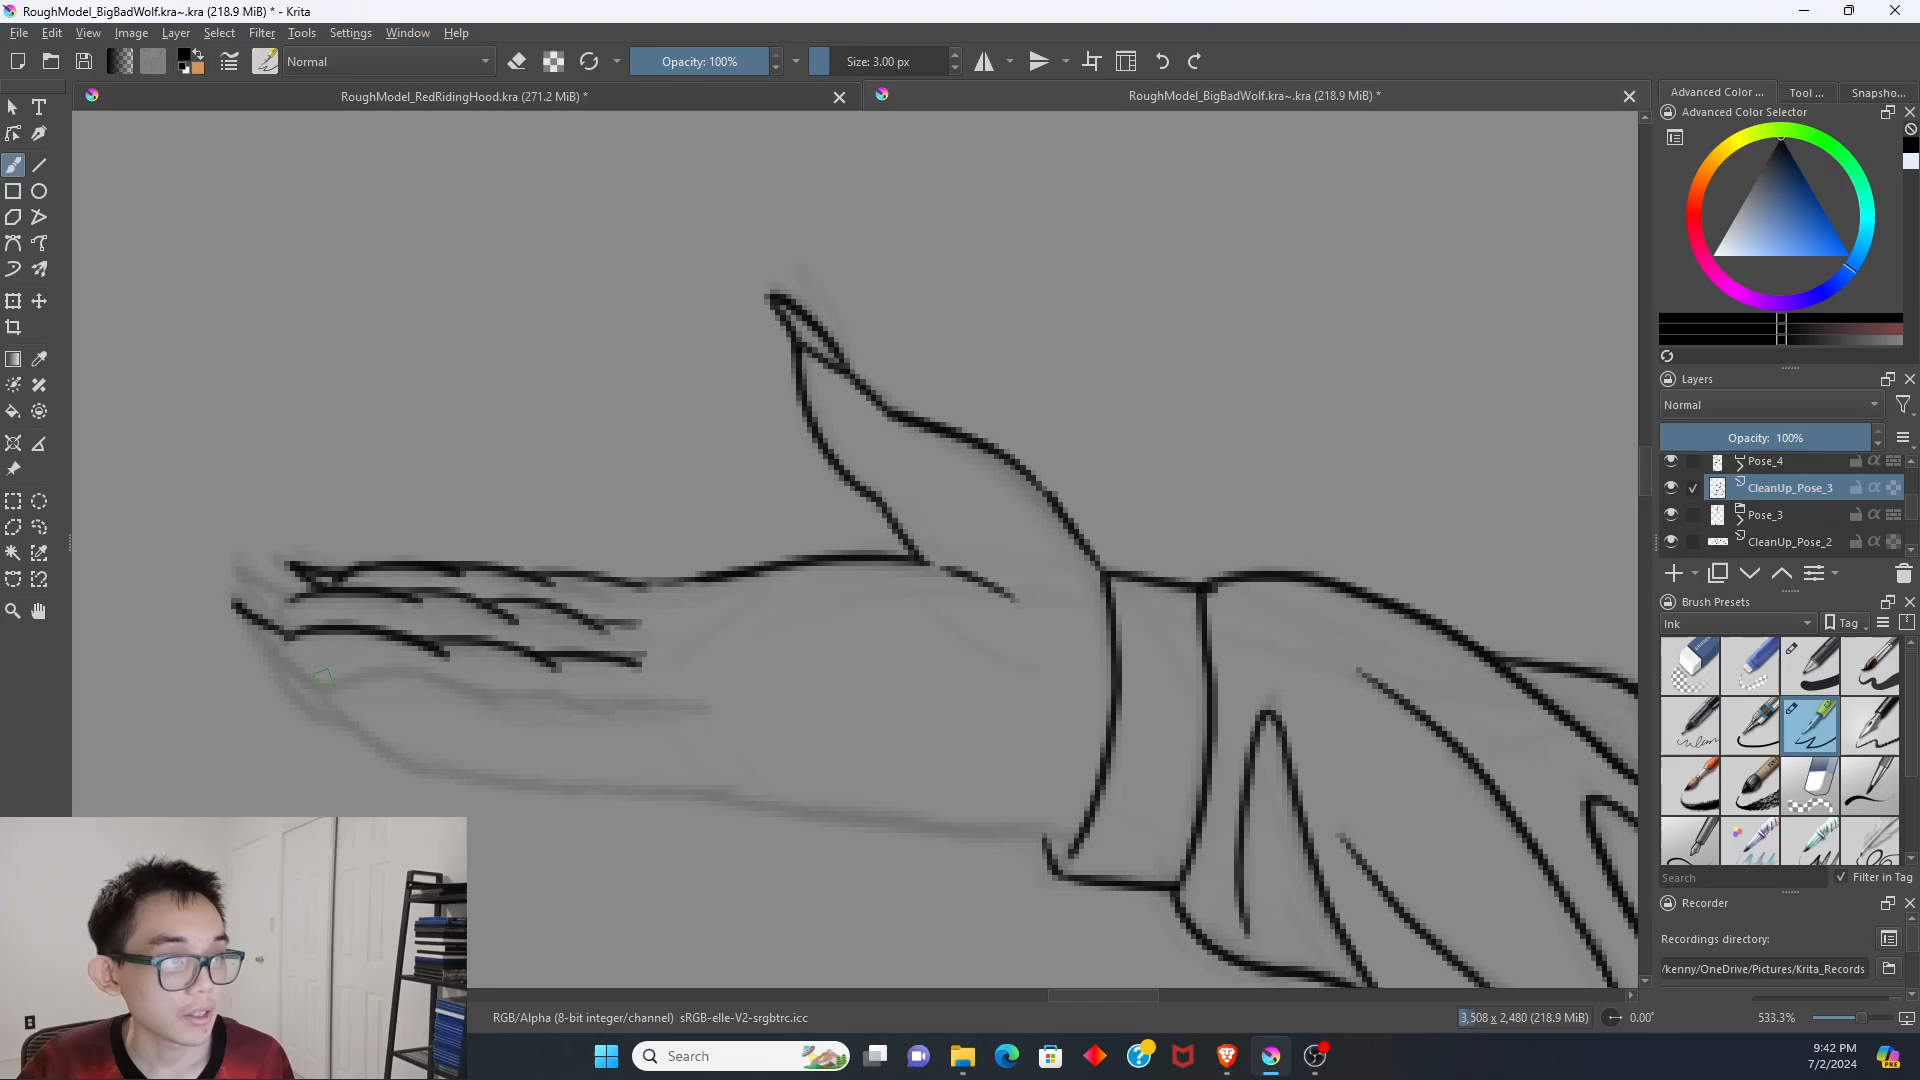 RoughModel_BigBadWolf.kra~.kra (218.9 MiB) * - Krita
File Edit View Image Layer Select Filter Tools Settings Window Help
Normal
Opacity: 100%
Size: 3.00 px
RoughModel_RedRidingHood.kra (271.2 MiB) *
RoughModel_BigBadWolf.kra~.kra (218.9 MiB) *
Advanced Color ...
Tool ...
Snapsho...
Advanced Color Selector
Layers
Normal
Opacity: 100%
Pose_4
CleanUp_Pose_3
Pose_3
CleanUp_Pose_2
Brush Presets
Ink
Tag
Search
Filter in Tag
Recorder
Recordings directory:
/kenny/OneDrive/Pictures/Krita_Records
RGB/Alpha (8-bit integer/channel) sRGB-elle-V2-srgbtrc.icc
3,508 x 2,480 (218.9 MiB)
0.00°
533.3%
Search
9:42 PM
7/2/2024
PRE